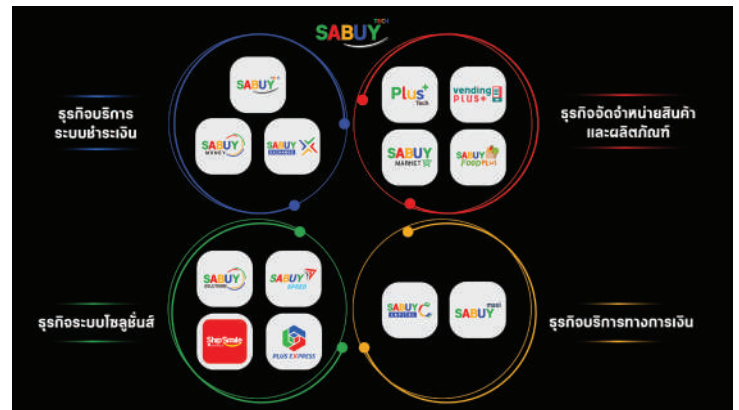 SABUY TECH
ธุรกิจบริการ
ระบบชำระเงิน
SABUY
SABUY
MONEY
SABUY
EXCHANGE
Plus+
Tech
vending
PLUS+
SABUY
MARKET
SABUY
FOOD PLUS
ธุรกิจจัดจำหน่ายสินค้า
และผลิตภัณฑ์
ธุรกิจระบบโซลูชั่นส์
SABUY
SOLUTIONS
SABUY
SPEED
ShipSmile
PLUS EXPRESS
SABUY
CAPITAL
maxi
SABUY
ธุรกิจบริการทางการเงิน